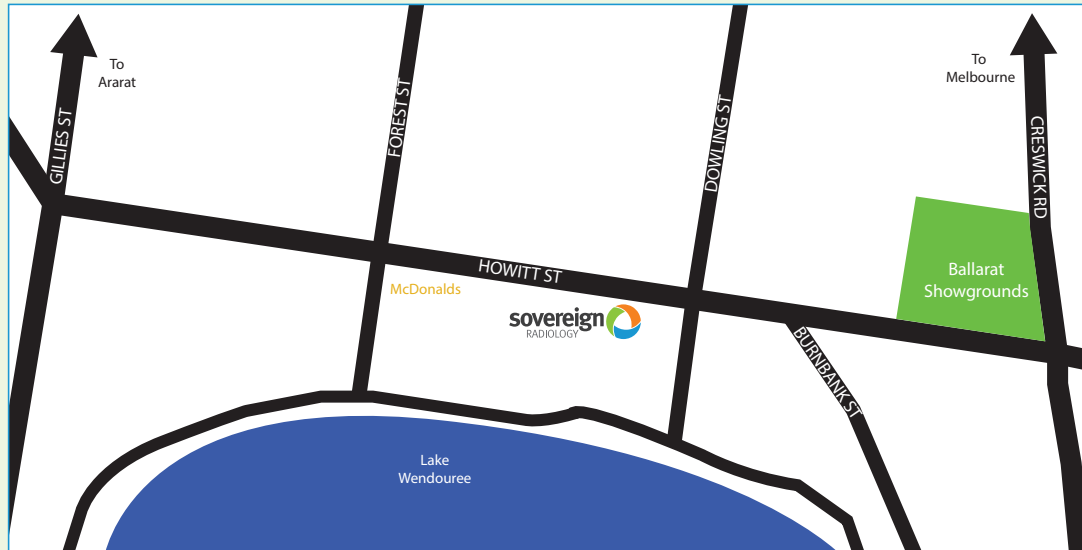 To
Ararat
GILLIES ST
FOREST ST
DOWLING ST
To
Melbourne
CRESWICK RD
HOWITT ST
McDonalds
sovereign
RADIOLOGY
Ballarat
Showgrounds
BURNBANK ST
Lake
Wendouree